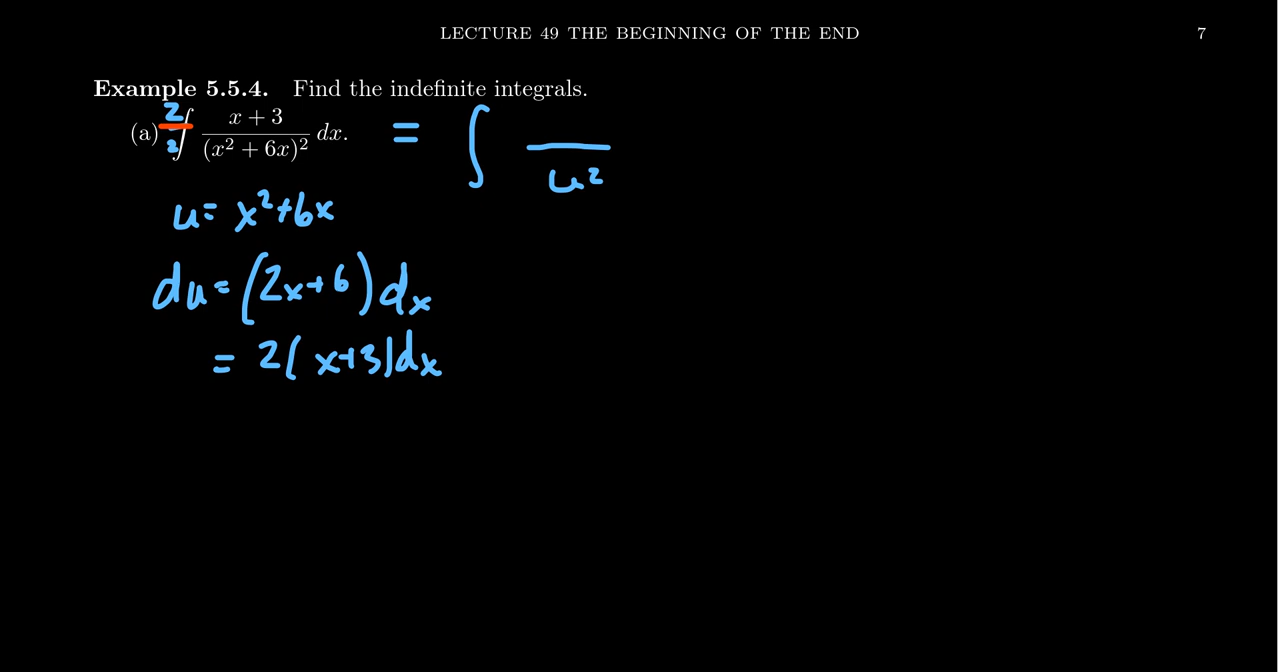 LECTURE 49 THE BEGINNING OF THE END 7
Example 5.5.4. Find the indefinite integrals.
(a) 2/2 ∫ (x + 3)/(x² + 6x)² dx. = ∫ —/u²
u = x²+6x
du = (2x+6)dx
= 2(x+3)dx